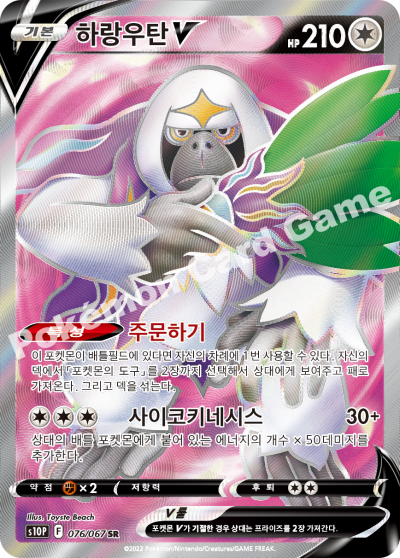 기본 하랑우탄V HP 210
Pokémon Card Game
특성 주문하기
이 포켓몬이 배틀필드에 있다면 자신의 차례에 1번 사용할 수 있다. 자신의
덱에서 「포켓몬의 도구」를 2장까지 선택해서 상대에게 보여주고 패로
가져온다. 그리고 덱을 섞는다.
사이코키네시스 30+
상대의 배틀 포켓몬에게 붙어 있는 에너지의 개수 × 50데미지를
추가한다.
약점 ×2 저항력 후퇴
Illus. Toyste Beach
s10P F 076/067 SR
V룰
포켓몬V가 기절한 경우 상대는 프라이즈를 2장 가져간다.
©2022 Pokémon/Nintendo/Creatures/GAME FREAK.